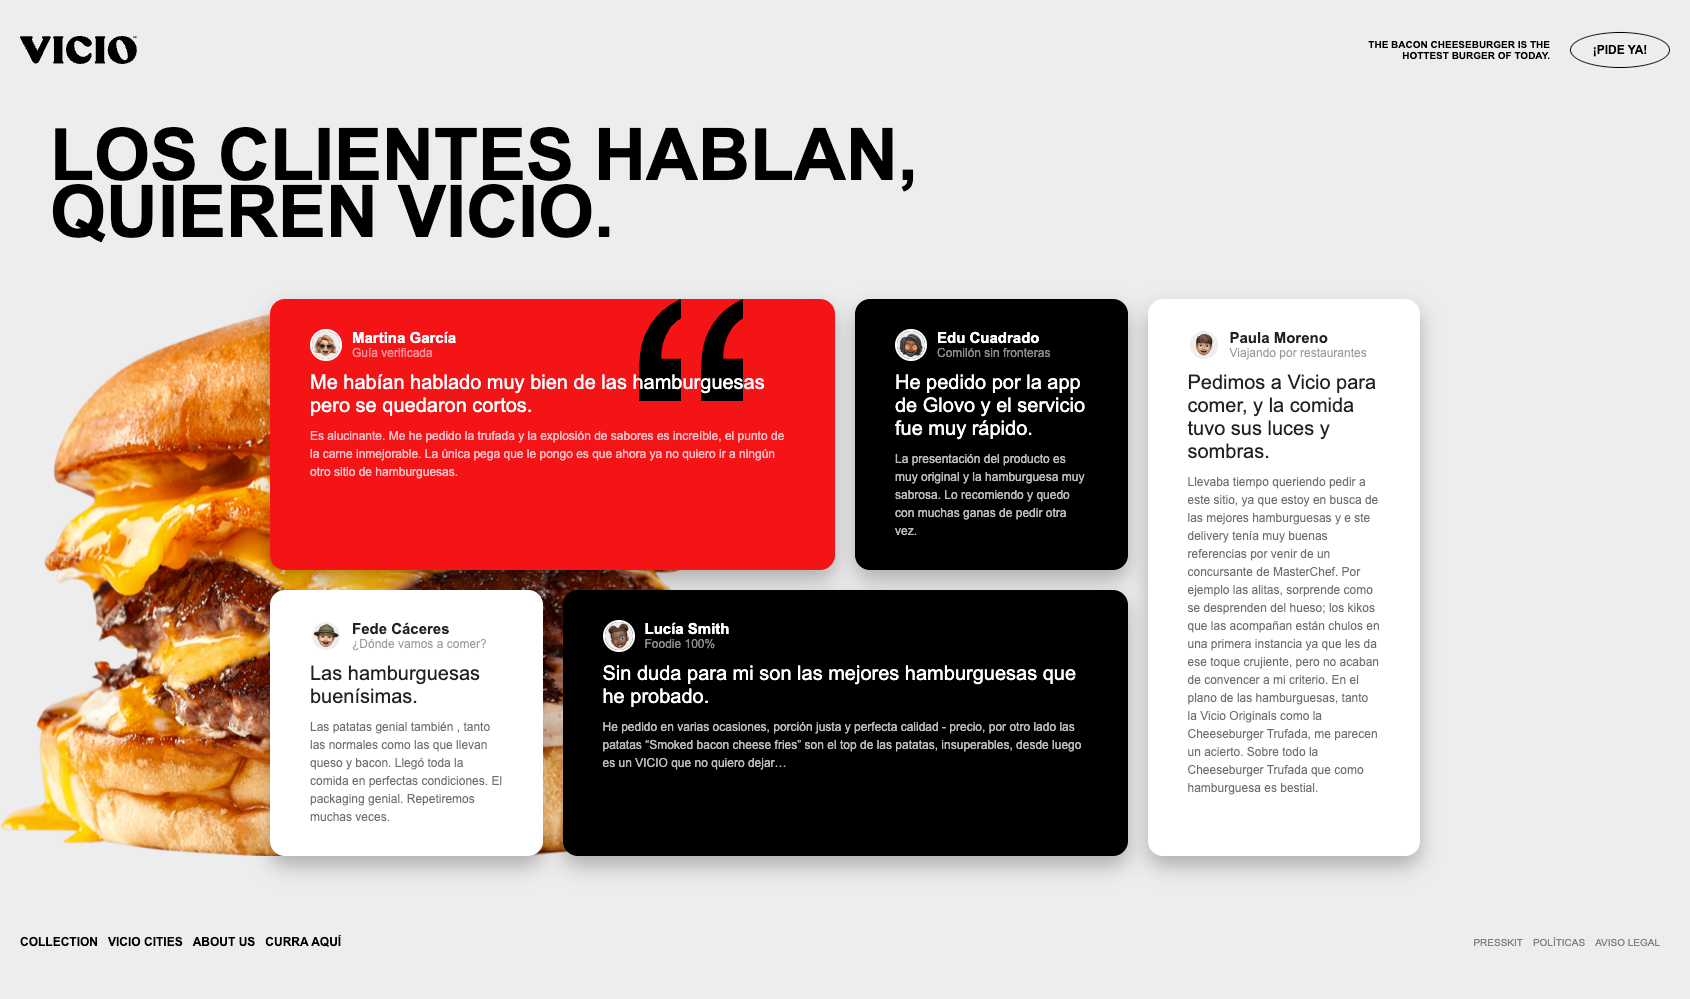 VICIO
THE BACON CHEESEBURGER IS THE
HOTTEST BURGER OF TODAY.
¡PIDE YA!
LOS CLIENTES HABLAN,
QUIEREN VICIO.
“
Martina García
Guía verificada
Me habían hablado muy bien de las hamburguesas
pero se quedaron cortos.
Es alucinante. Me he pedido la trufada y la explosión de sabores es increíble, el punto de
la carne inmejorable. La única pega que le pongo es que ahora ya no quiero ir a ningún
otro sitio de hamburguesas.
Edu Cuadrado
Comilón sin fronteras
He pedido por la app
de Glovo y el servicio
fue muy rápido.
La presentación del producto es
muy original y la hamburguesa muy
sabrosa. Lo recomiendo y quedo
con muchas ganas de pedir otra
vez.
Paula Moreno
Viajando por restaurantes
Pedimos a Vicio para
comer, y la comida
tuvo sus luces y
sombras.
Llevaba tiempo queriendo pedir a
este sitio, ya que estoy en busca de
las mejores hamburguesas y e ste
delivery tenía muy buenas
referencias por venir de un
concursante de MasterChef. Por
ejemplo las alitas, sorprende como
se desprenden del hueso; los kikos
que las acompañan están chulos en
una primera instancia ya que les da
ese toque crujiente, pero no acaban
de convencer a mi criterio. En el
plano de las hamburguesas, tanto
la Vicio Originals como la
Cheeseburger Trufada, me parecen
un acierto. Sobre todo la
Cheeseburger Trufada que como
hamburguesa es bestial.
Fede Cáceres
¿Dónde vamos a comer?
Las hamburguesas
buenísimas.
Las patatas genial también , tanto
las normales como las que llevan
queso y bacon. Llegó toda la
comida en perfectas condiciones. El
packaging genial. Repetiremos
muchas veces.
Lucía Smith
Foodie 100%
Sin duda para mi son las mejores hamburguesas que
he probado.
He pedido en varias ocasiones, porción justa y perfecta calidad - precio, por otro lado las
patatas “Smoked bacon cheese fries” son el top de las patatas, insuperables, desde luego
es un VICIO que no quiero dejar…
COLLECTION VICIO CITIES ABOUT US CURRA AQUÍ
PRESSKIT POLÍTICAS AVISO LEGAL